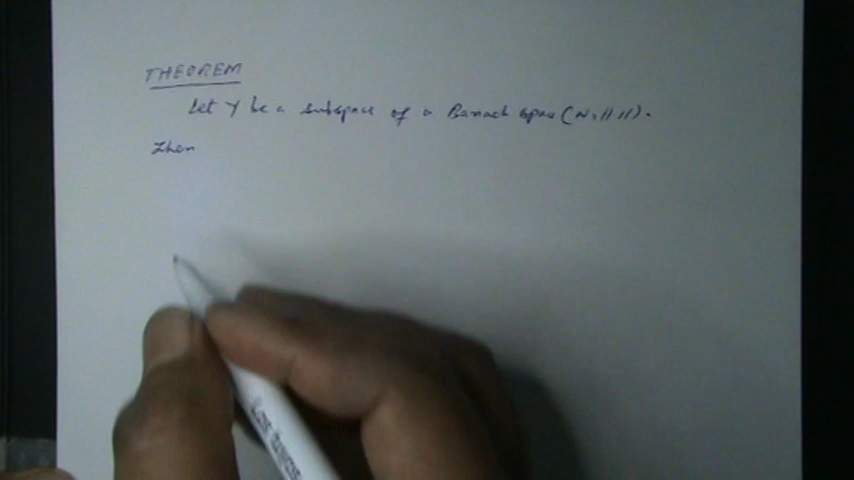 THEOREM
Let Y be a subspace of a Banach space (N, || ||).
Then